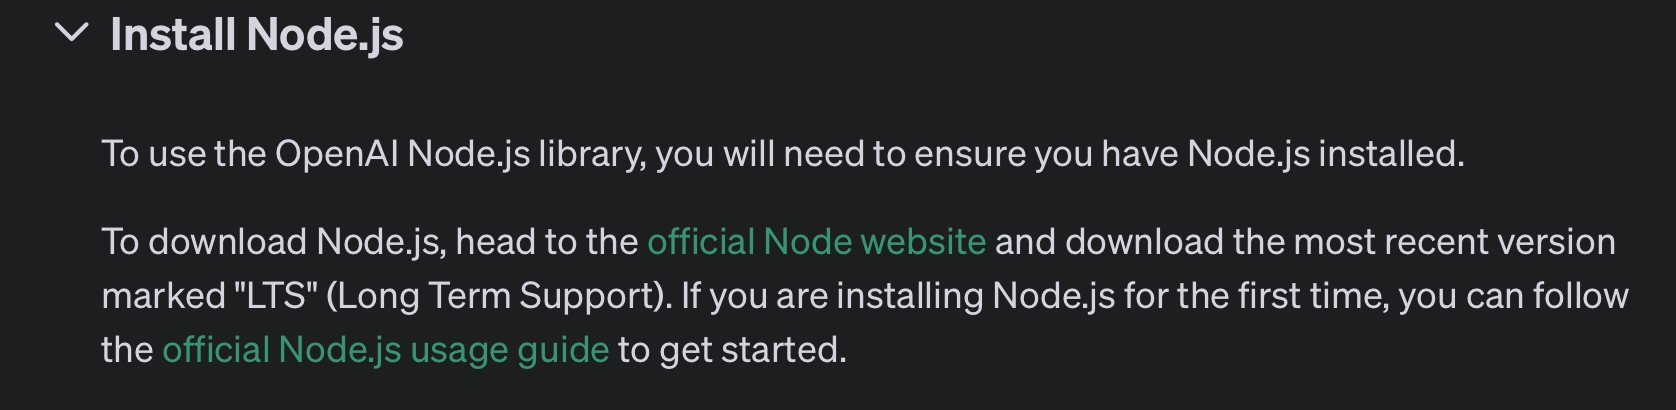 Install Node.js
To use the OpenAI Node.js library, you will need to ensure you have Node.js installed.
To download Node.js, head to the official Node website and download the most recent version
marked "LTS" (Long Term Support). If you are installing Node.js for the first time, you can follow
the official Node.js usage guide to get started.